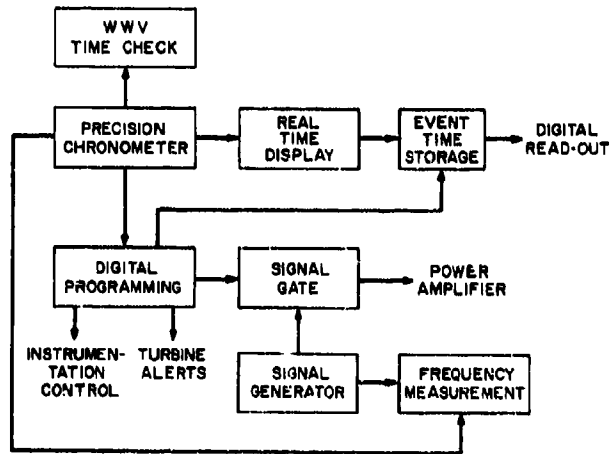 WWV
TIME CHECK
PRECISION
CHRONOMETER
REAL
TIME
DISPLAY
EVENT
TIME
STORAGE
DIGITAL
READ-OUT
DIGITAL
PROGRAMMING
SIGNAL
GATE
POWER
AMPLIFIER
INSTRUMEN-
TATION
CONTROL
TURBINE
ALERTS
SIGNAL
GENERATOR
FREQUENCY
MEASUREMENT